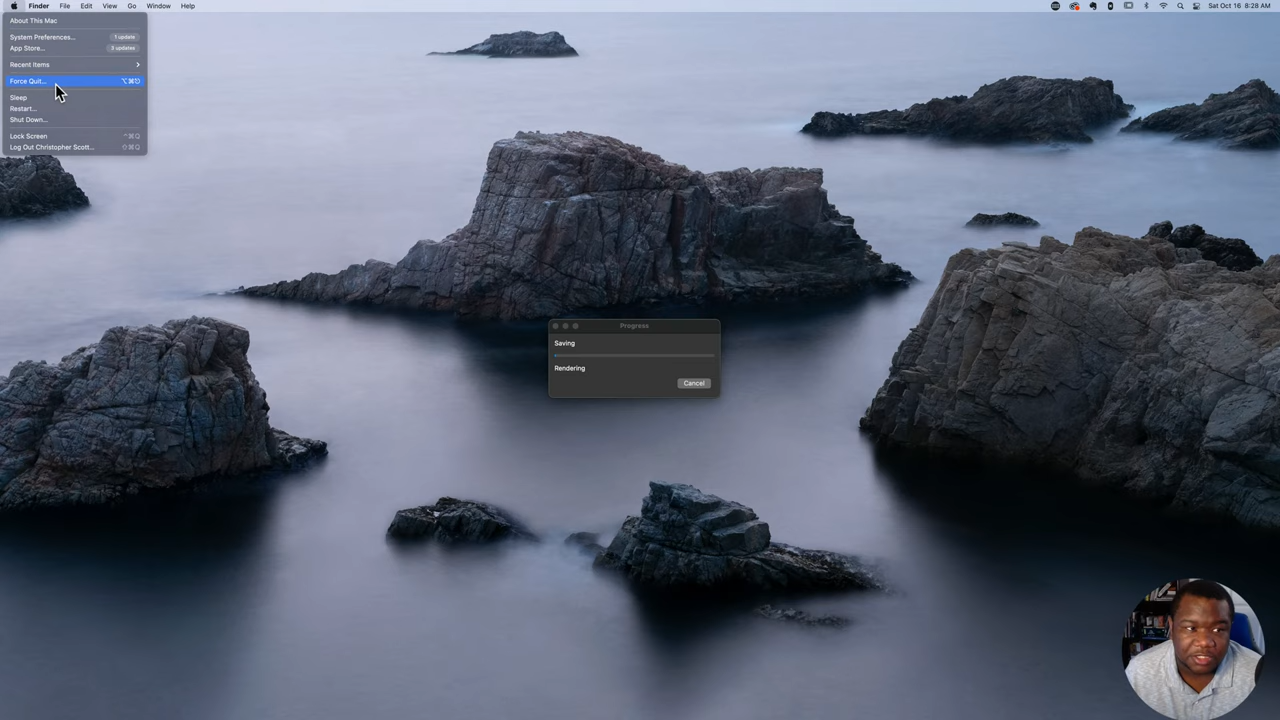 Finder File Edit View Go Window Help
Sat Oct 16 8:28 AM
About This Mac
System Preferences... 1 update
App Store... 3 updates
Recent Items
Force Quit... ⌥⌘⎋
Sleep
Restart...
Shut Down...
Lock Screen ^⌘Q
Log Out Christopher Scott... ⇧⌘Q
Progress
Saving
Rendering
Cancel